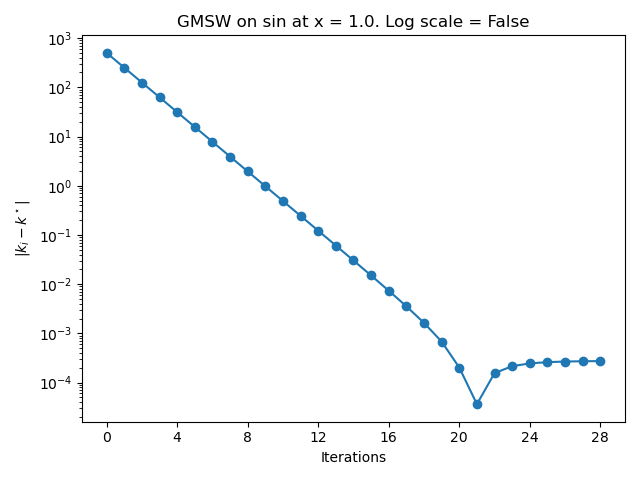 GMSW on sin at x = 1.0. Log scale = False
10³
10²
10¹
10⁰
10⁻¹
10⁻²
10⁻³
10⁻⁴
|kᵢ − k*|
0 4 8 12 16 20 24 28
Iterations